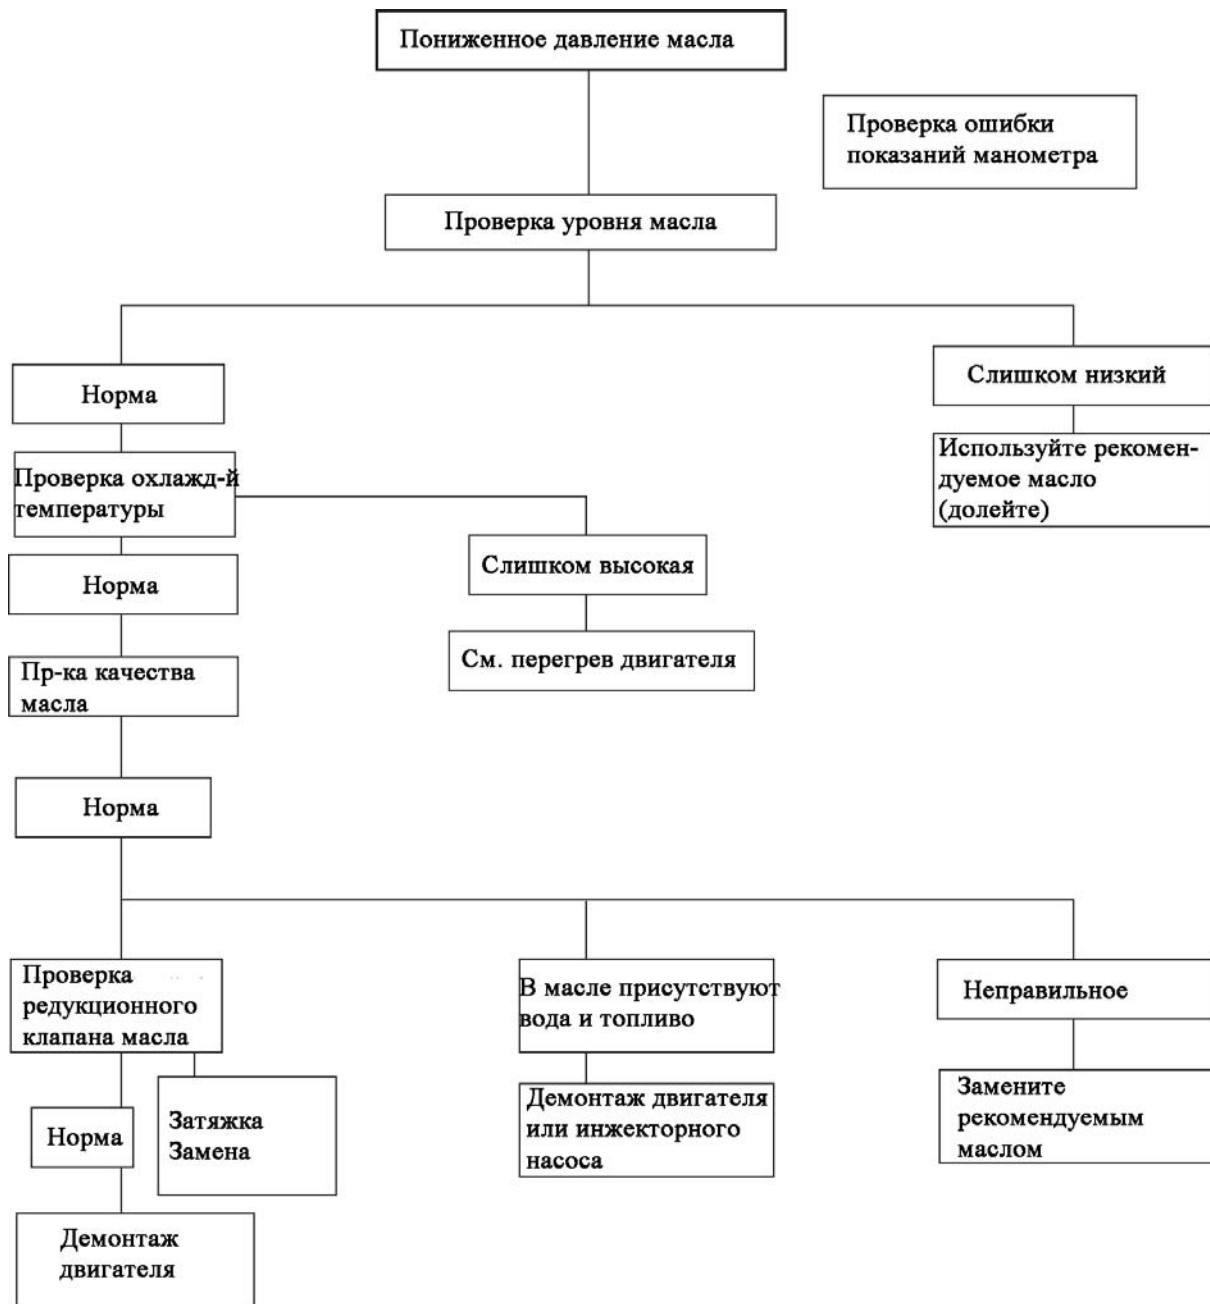 Пониженное давление масла
Проверка ошибки
показаний манометра
Проверка уровня масла
Норма
Слишком низкий
Используйте рекомен-
дуемое масло
(долейте)
Проверка охлажд-й
температуры
Слишком высокая
Норма
См. перегрев двигателя
Пр-ка качества
масла
Норма
Проверка
редукционного
клапана масла
В масле присутствуют
вода и топливо
Неправильное
Норма
Затяжка
Замена
Демонтаж двигателя
или инжекторного
насоса
Замените
рекомендуемым
маслом
Демонтаж
двигателя